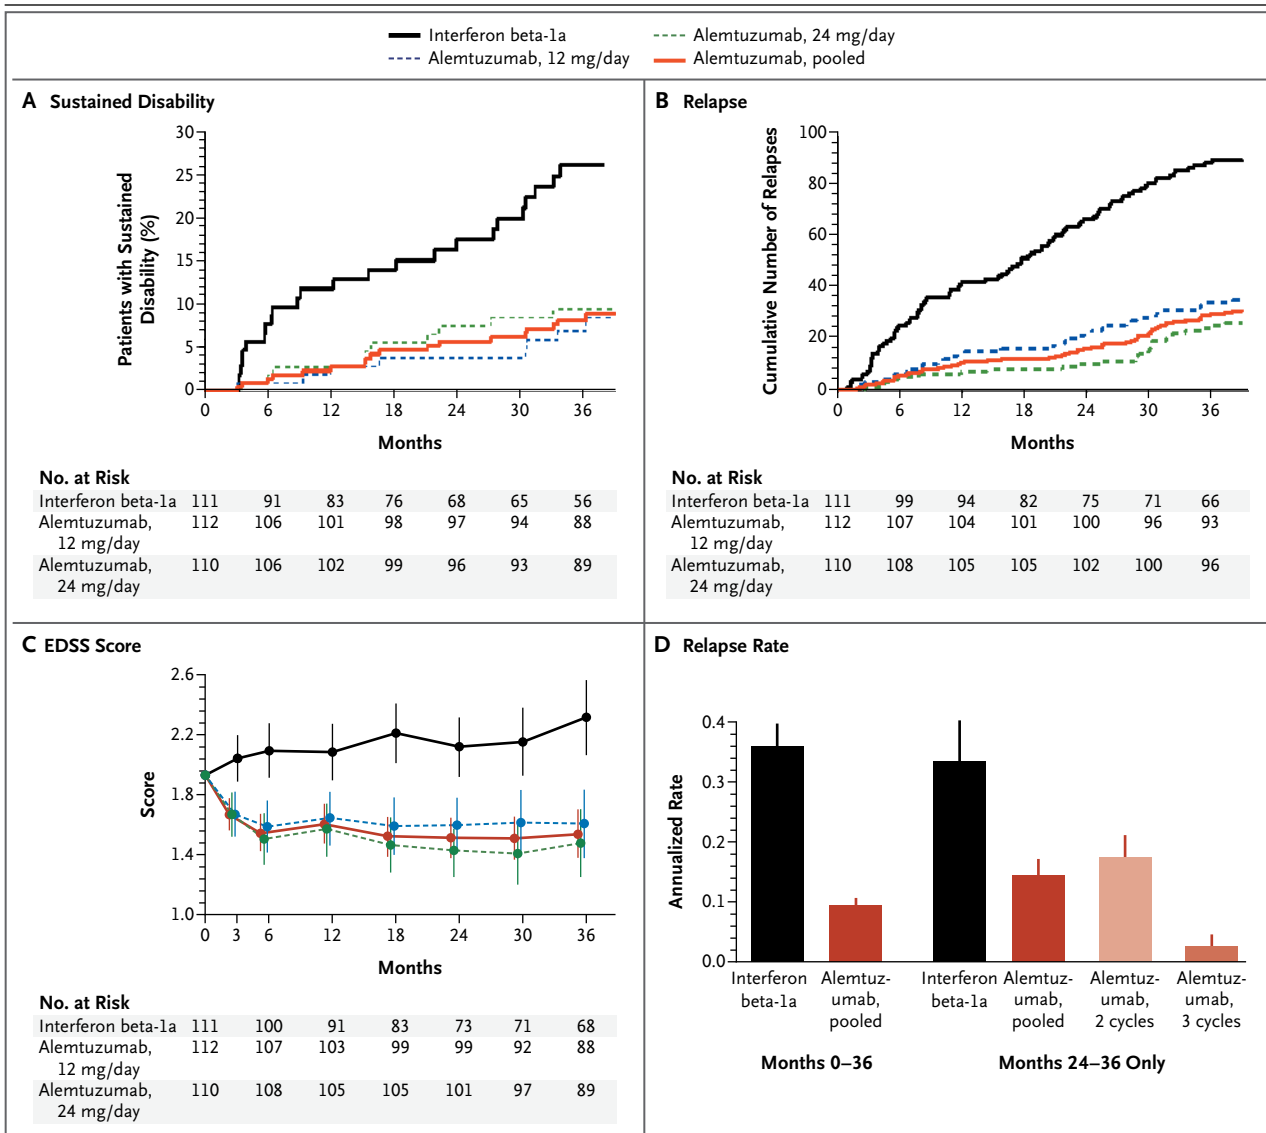 Interferon beta-1a
Alemtuzumab, 24 mg/day
Alemtuzumab, 12 mg/day
Alemtuzumab, pooled
A Sustained Disability
Patients with Sustained
Disability (%)
30
25
20
15
10
5
0
0 6 12 18 24 30 36
Months
No. at Risk
Interferon beta-1a 111 91 83 76 68 65 56
Alemtuzumab, 112 106 101 98 97 94 88
12 mg/day
Alemtuzumab, 110 106 102 99 96 93 89
24 mg/day
B Relapse
Cumulative Number of Relapses
100
80
60
40
20
0
0 6 12 18 24 30 36
Months
No. at Risk
Interferon beta-1a 111 99 94 82 75 71 66
Alemtuzumab, 112 107 104 101 100 96 93
12 mg/day
Alemtuzumab, 110 108 105 105 102 100 96
24 mg/day
C EDSS Score
Score
2.6
2.2
1.8
1.4
1.0
0 3 6 12 18 24 30 36
Months
No. at Risk
Interferon beta-1a 111 100 91 83 73 71 68
Alemtuzumab, 112 107 103 99 99 92 88
12 mg/day
Alemtuzumab, 110 108 105 105 101 97 89
24 mg/day
D Relapse Rate
Annualized Rate
0.4
0.3
0.2
0.1
0.0
Interferon
beta-1a
Alemtuz-
umab,
pooled
Interferon
beta-1a
Alemtuz-
umab,
pooled
Alemtuz-
umab,
2 cycles
Alemtuz-
umab,
3 cycles
Months 0–36
Months 24–36 Only